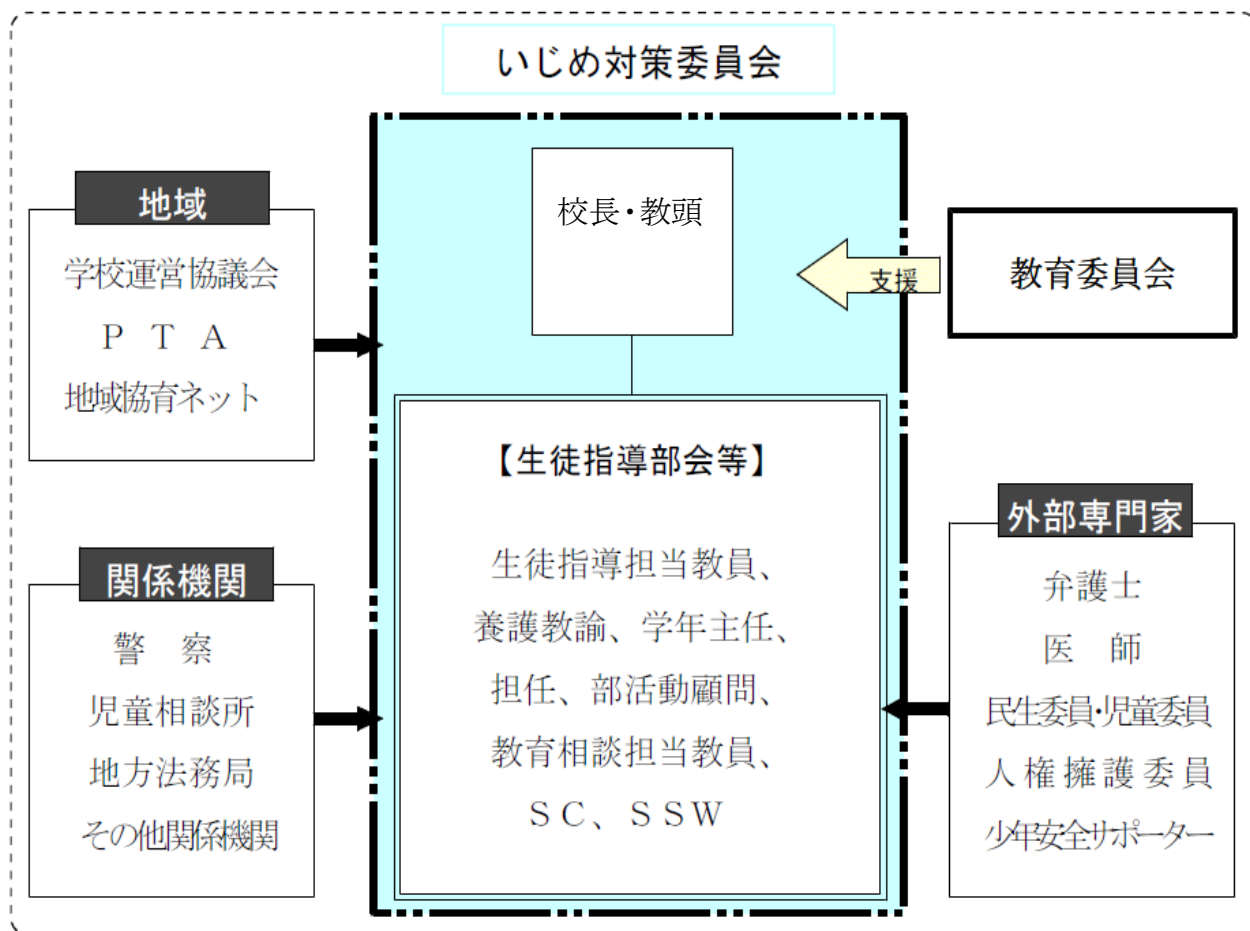 いじめ対策委員会
校長・教頭
地域
学校運営協議会
ＰＴＡ
地域協育ネット
支援
教育委員会
【生徒指導部会等】
生徒指導担当教員、
養護教諭、学年主任、
担任、部活動顧問、
教育相談担当教員、
ＳＣ、ＳＳＷ
関係機関
警　察
児童相談所
地方法務局
その他関係機関
外部専門家
弁護士
医　師
民生委員・児童委員
人権擁護委員
少年安全サポーター